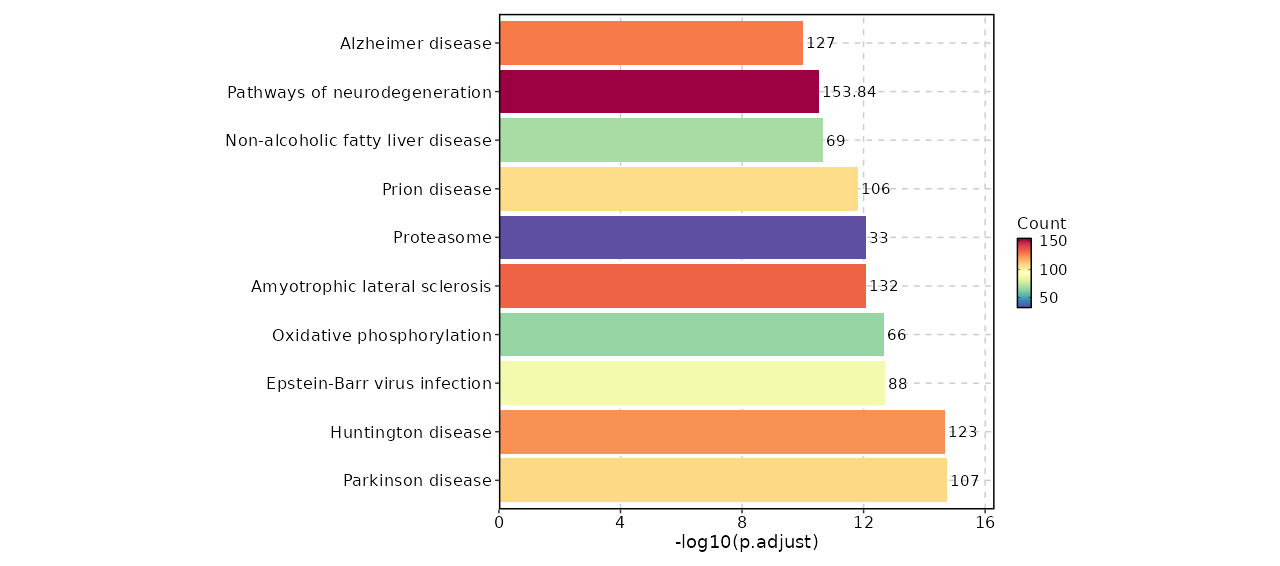 Alzheimer disease 127
Pathways of neurodegeneration 153.84
Non-alcoholic fatty liver disease 69
Prion disease 106
Proteasome 33
Amyotrophic lateral sclerosis 132
Oxidative phosphorylation 66
Epstein-Barr virus infection 88
Huntington disease 123
Parkinson disease 107
0 4 8 12 16
-log10(p.adjust)
Count
150
100
50